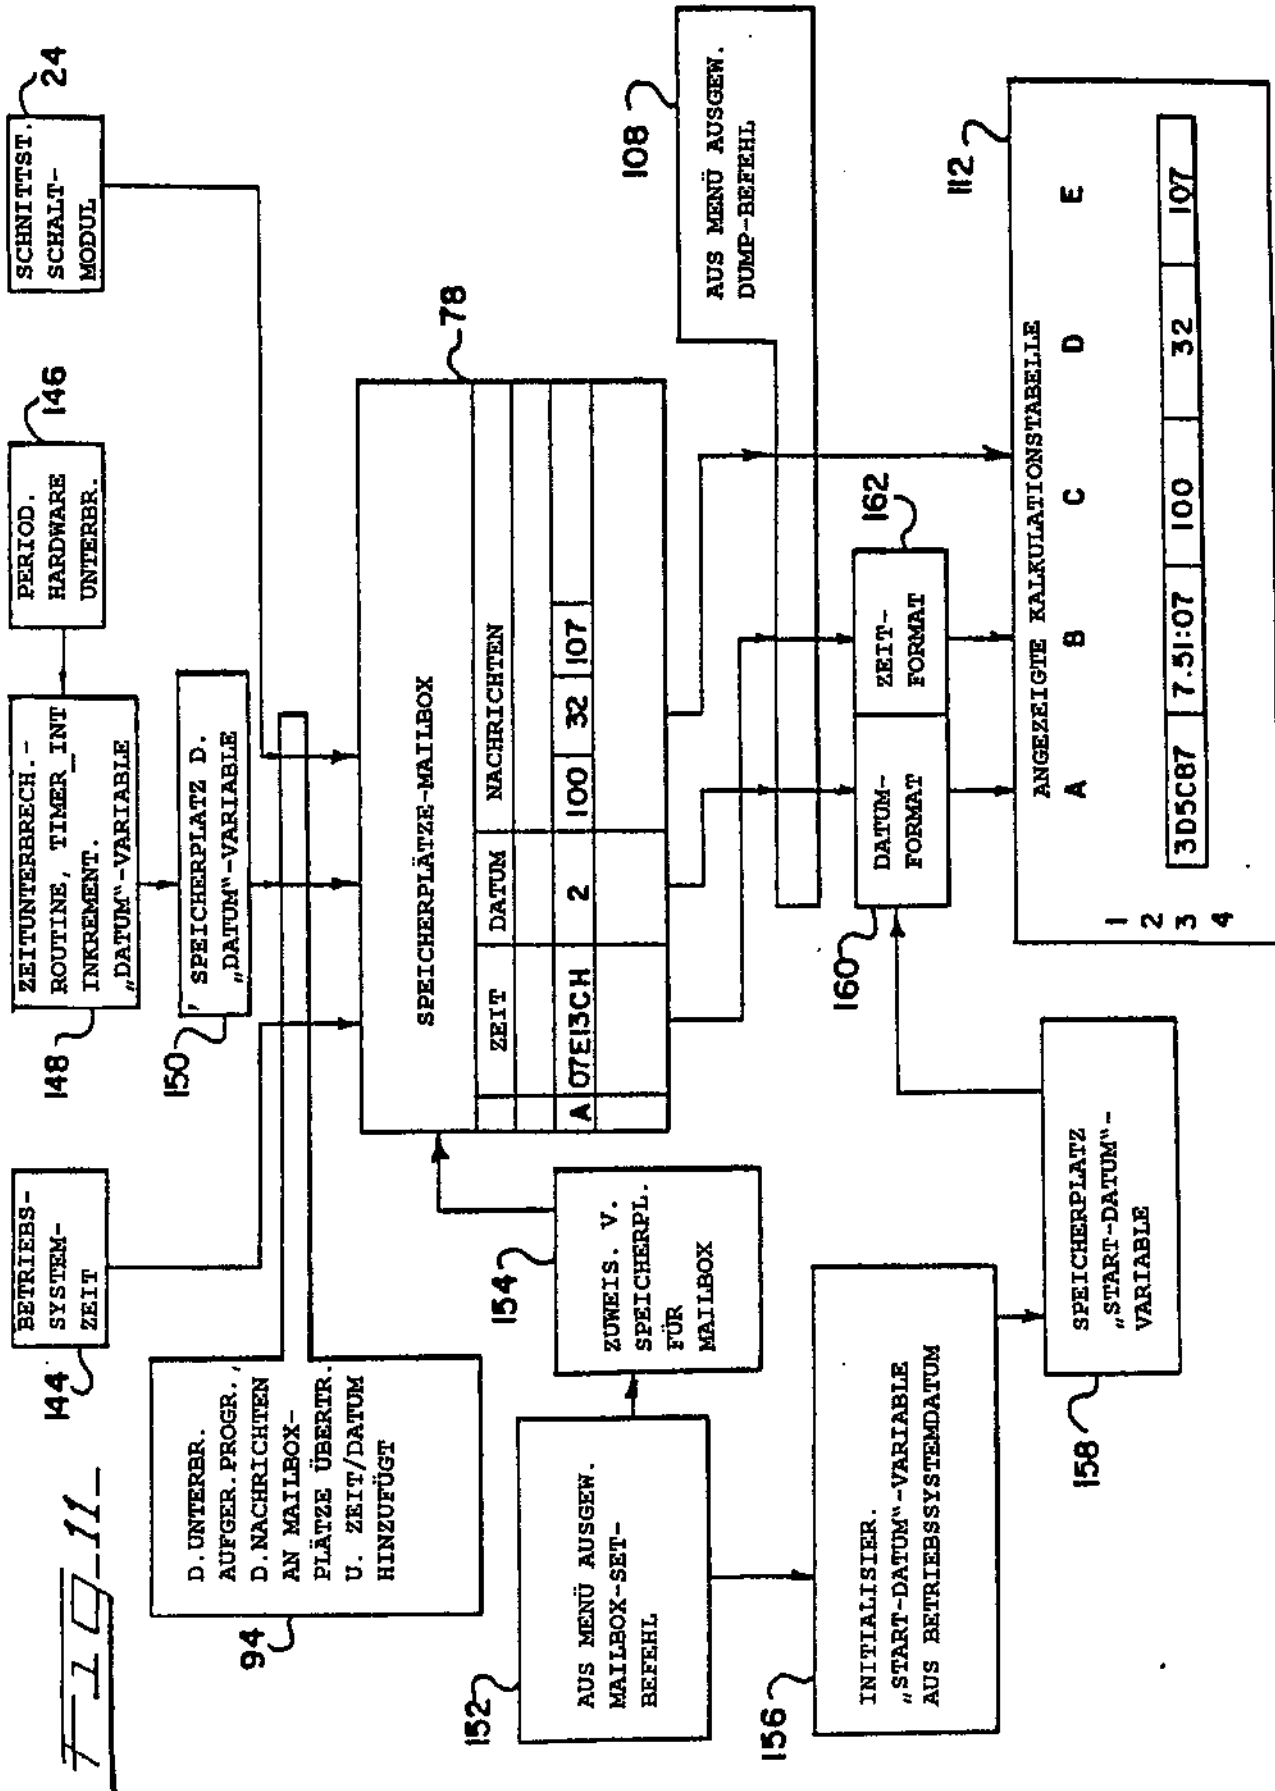 FIG-11-
144
BETRIEBS-
SYSTEM-
ZEIT
148
ZEITUNTERBRECH.-
ROUTINE, TIMER_INT
INKREMENT.
„DATUM"-VARIABLE
146
PERIOD.
HARDWARE
UNTERBR.
24
SCHNITTST.
SCHALT-
MODUL
150
SPEICHERPLATZ D.
„DATUM"-VARIABLE
94
D.UNTERBR.
AUFGER.PROGR.,
D.NACHRICHTEN
AN MAILBOX-
PLÄTZE ÜBERTR.
U. ZEIT/DATUM
HINZUFÜGT
78
SPEICHERPLÄTZE-MAILBOX
ZEIT DATUM NACHRICHTEN
A 07E13CH 2 100 32 107
154
ZUWEIS. V.
SPEICHERPL.
FÜR
MAILBOX
152
AUS MENÜ AUSGEW.
MAILBOX-SET-
BEFEHL
108
AUS MENÜ AUSGEW.
DUMP-BEFEHL
156
INITIALISIER.
„START-DATUM"-VARIABLE
AUS BETRIEBSSYSTEMDATUM
158
SPEICHERPLATZ
„START-DATUM"-
VARIABLE
160
DATUM-
FORMAT
162
ZEIT-
FORMAT
112
ANGEZEIGTE KALKULATIONSTABELLE
A B C D E
1
2
3 3D5C87 7.51:07 100 32 107
4